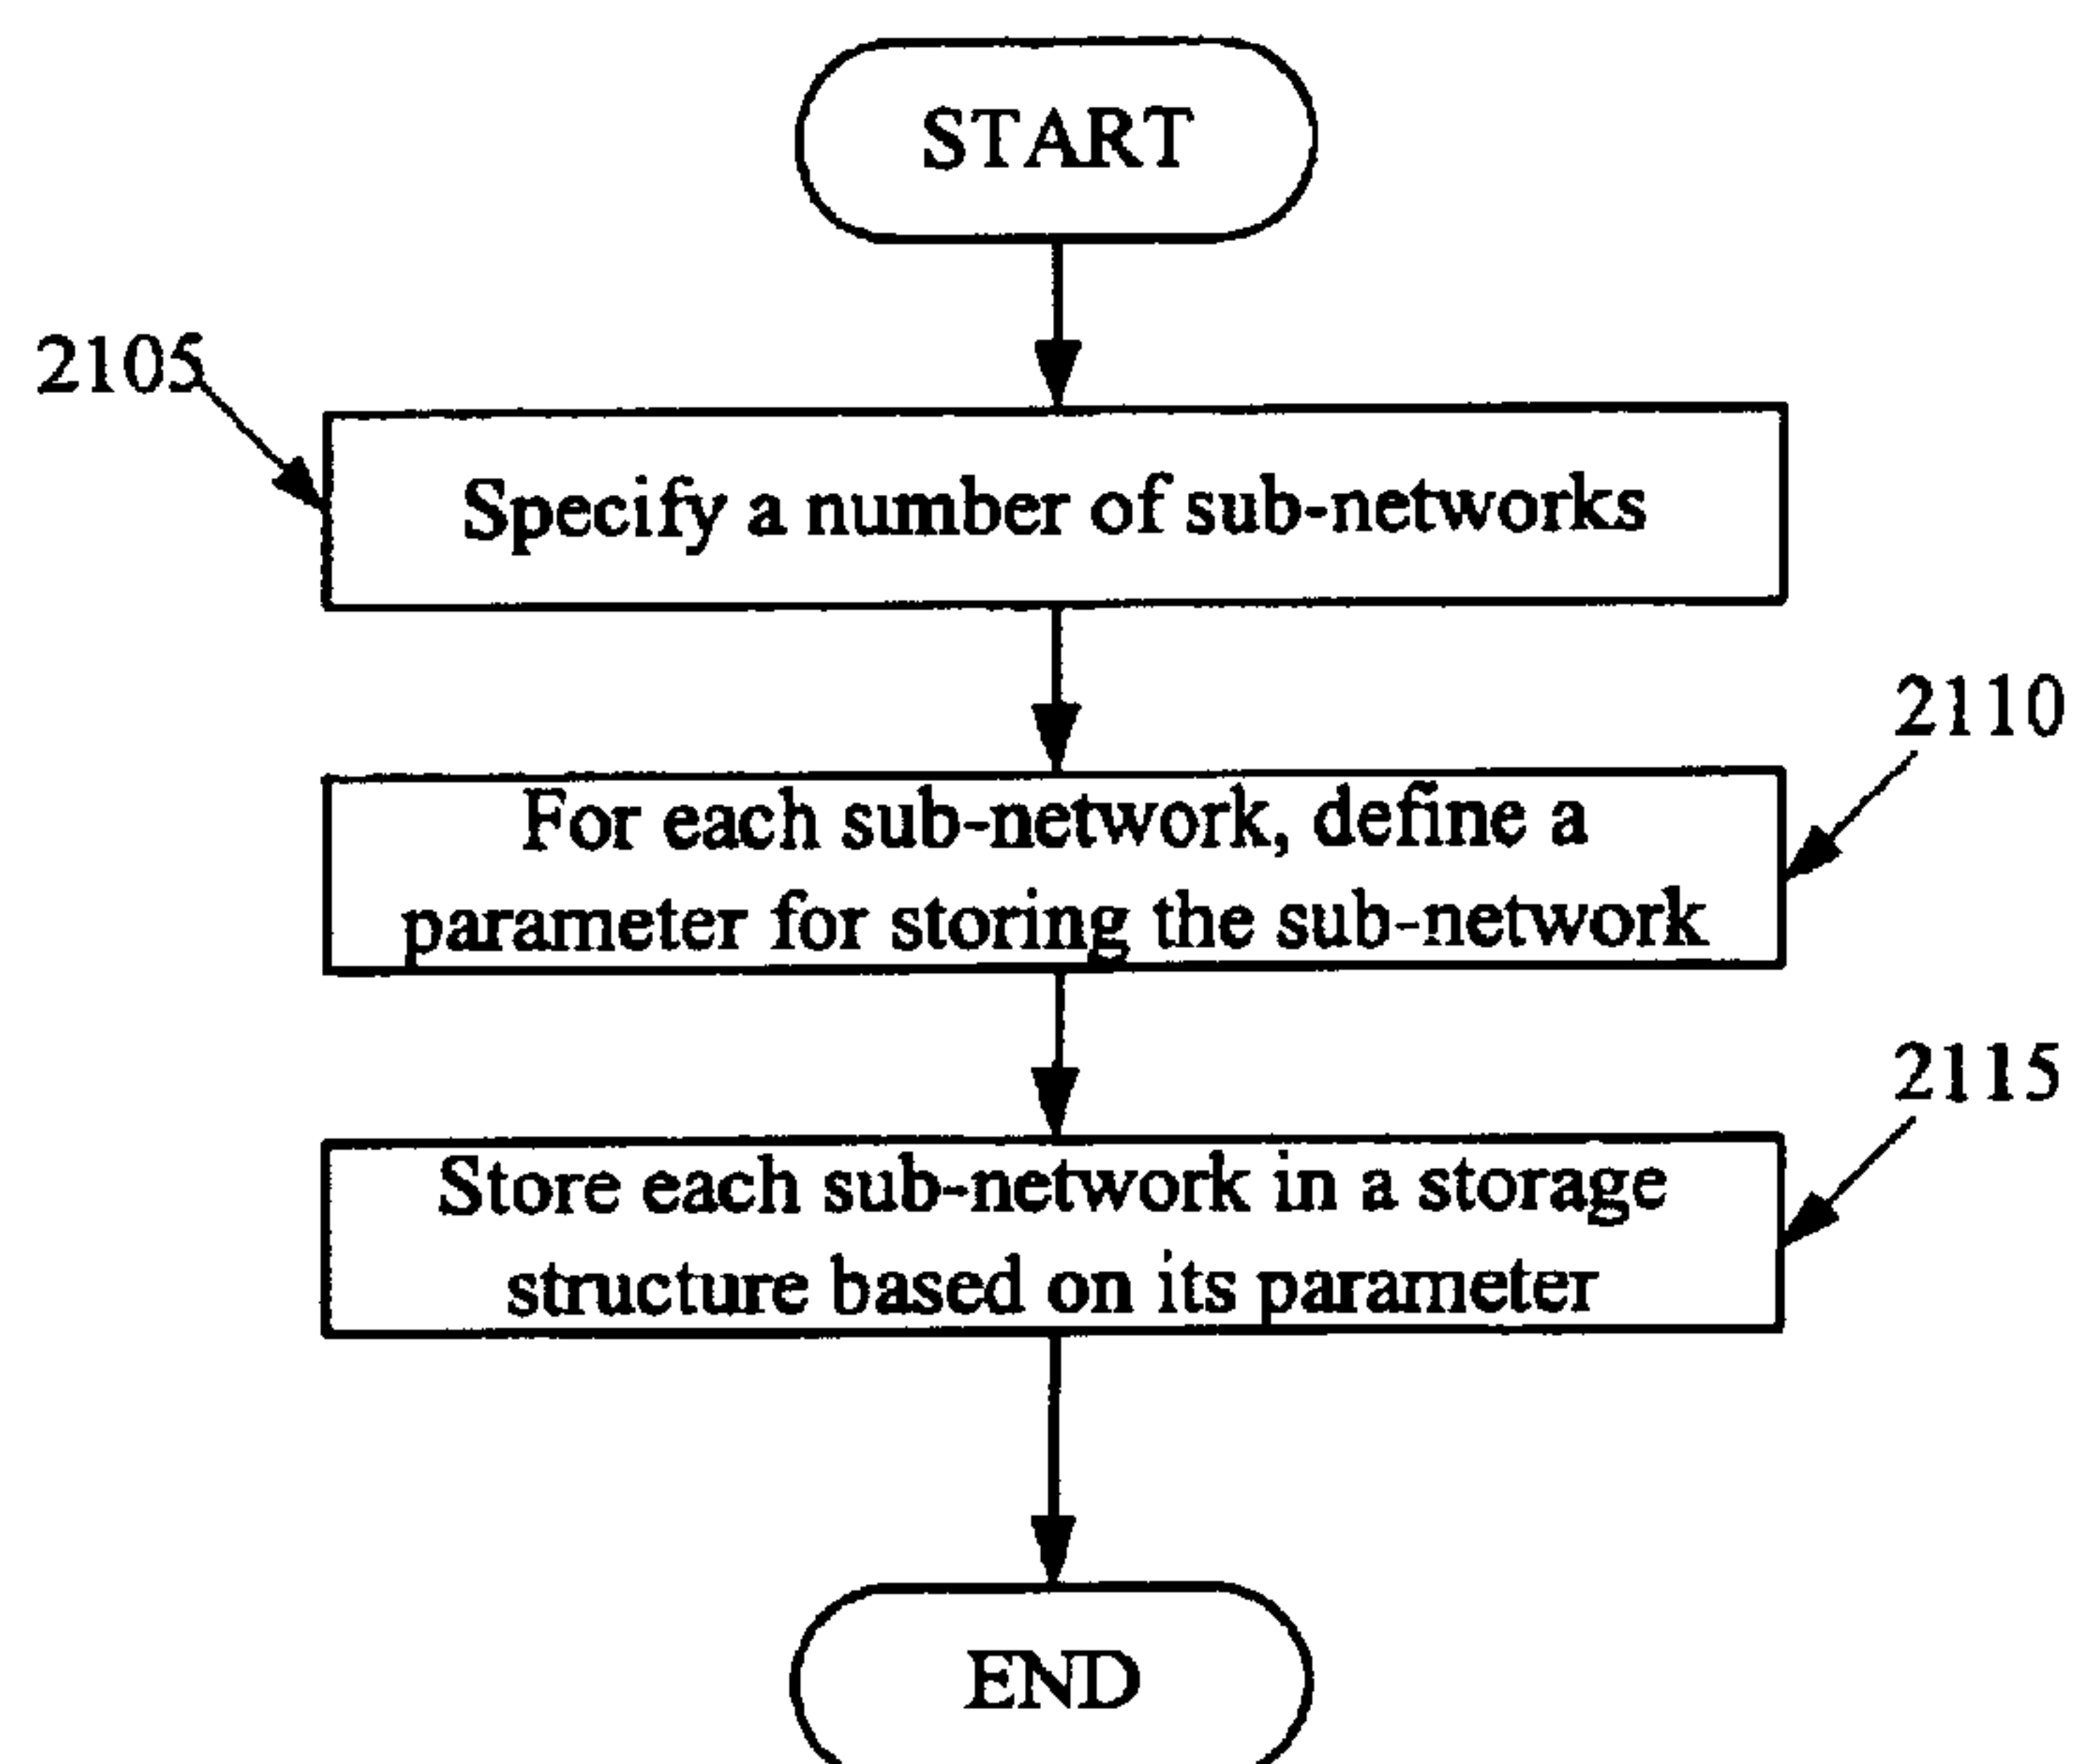 START
2105
Specify a number of sub-networks
2110
For each sub-network, define a
parameter for storing the sub-network
2115
Store each sub-network in a storage
structure based on its parameter
END